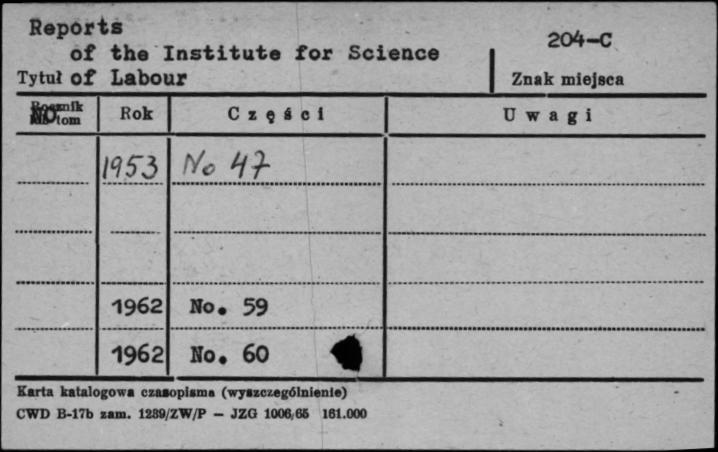 Reports
of the Institute for Science
204-C
Tytuł of Labour
Znak miejsca
Rocznik
No tom
Rok
Części
Uwagi
1953 No 47
1962 No. 59
1962 No. 60
Karta katalogowa czasopisma (wyszczególnienie)
CWD B-17b zam. 1289/ZW/P — JZG 1006/65 161.000